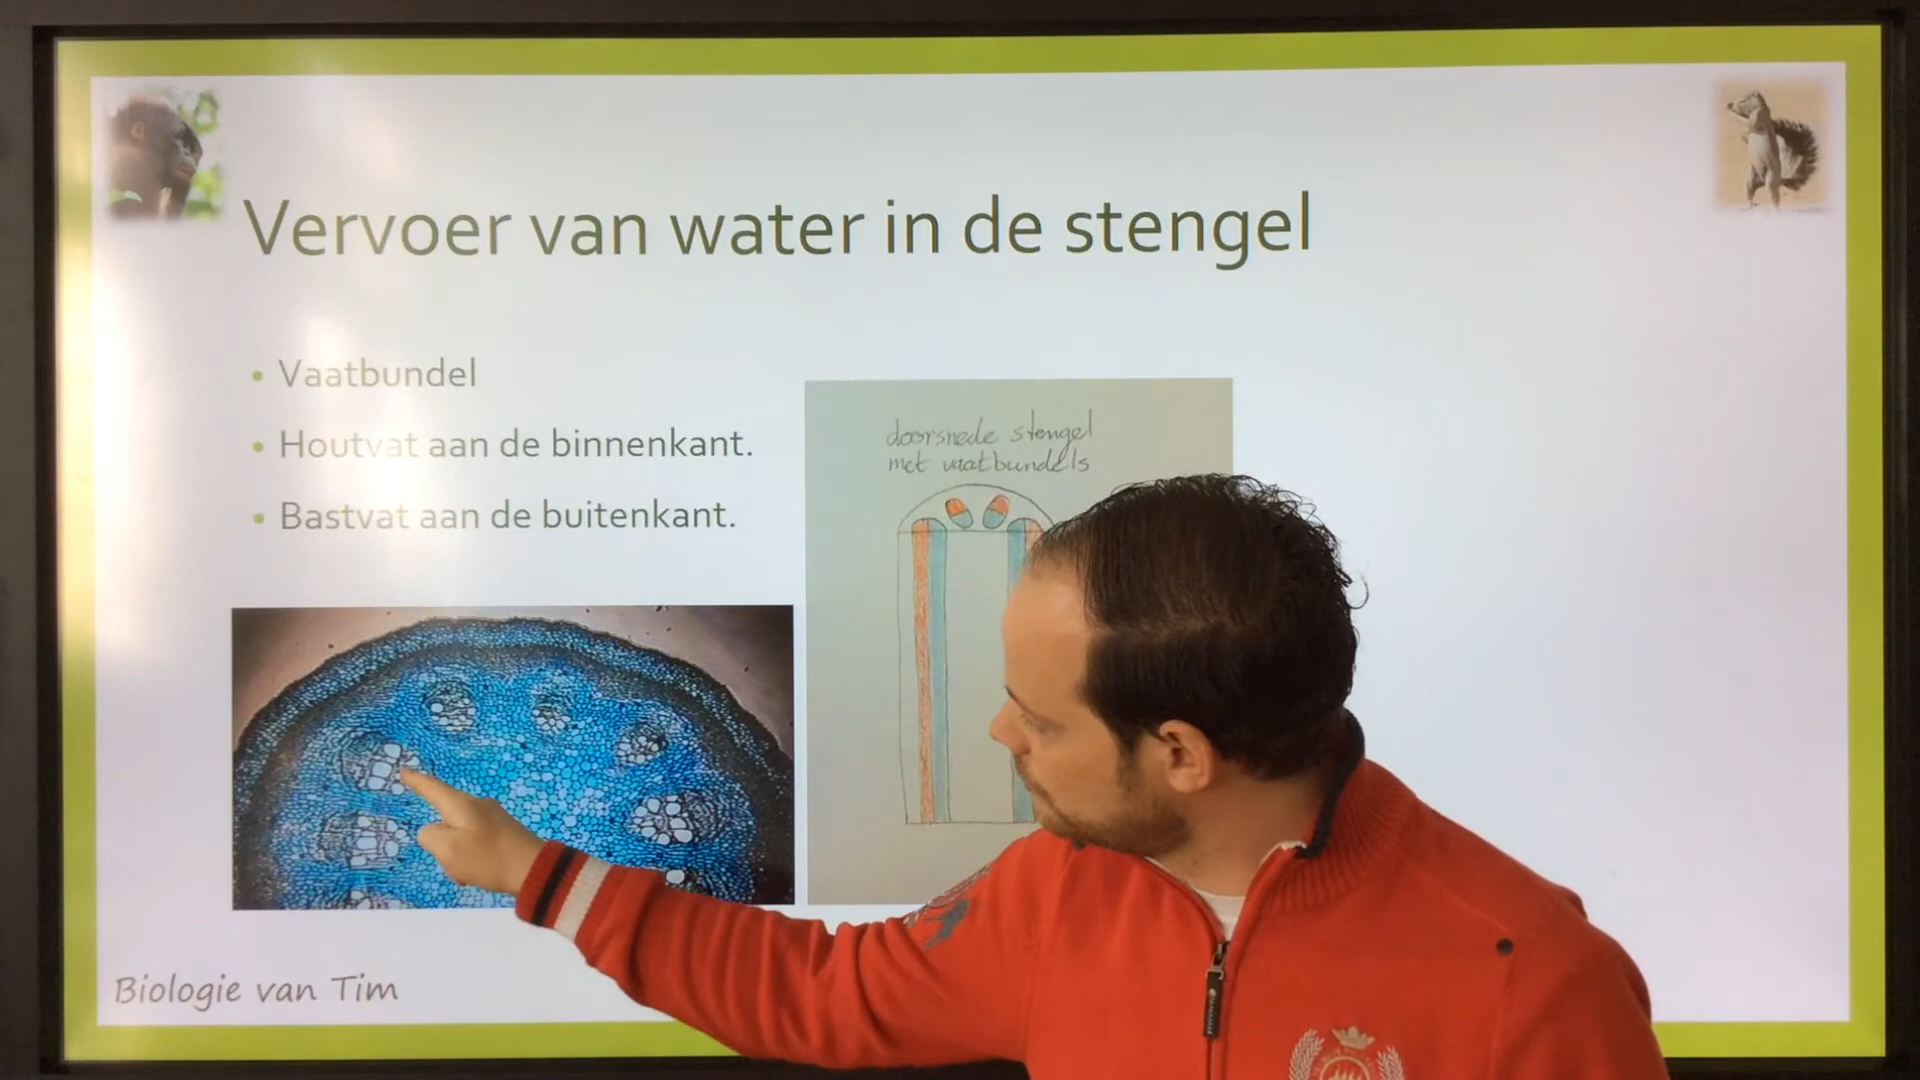 Vervoer van water in de stengel
• Vaatbundel
• Houtvat aan de binnenkant.
• Bastvat aan de buitenkant.
doorsnede stengel
met vaatbundels
Biologie van Tim